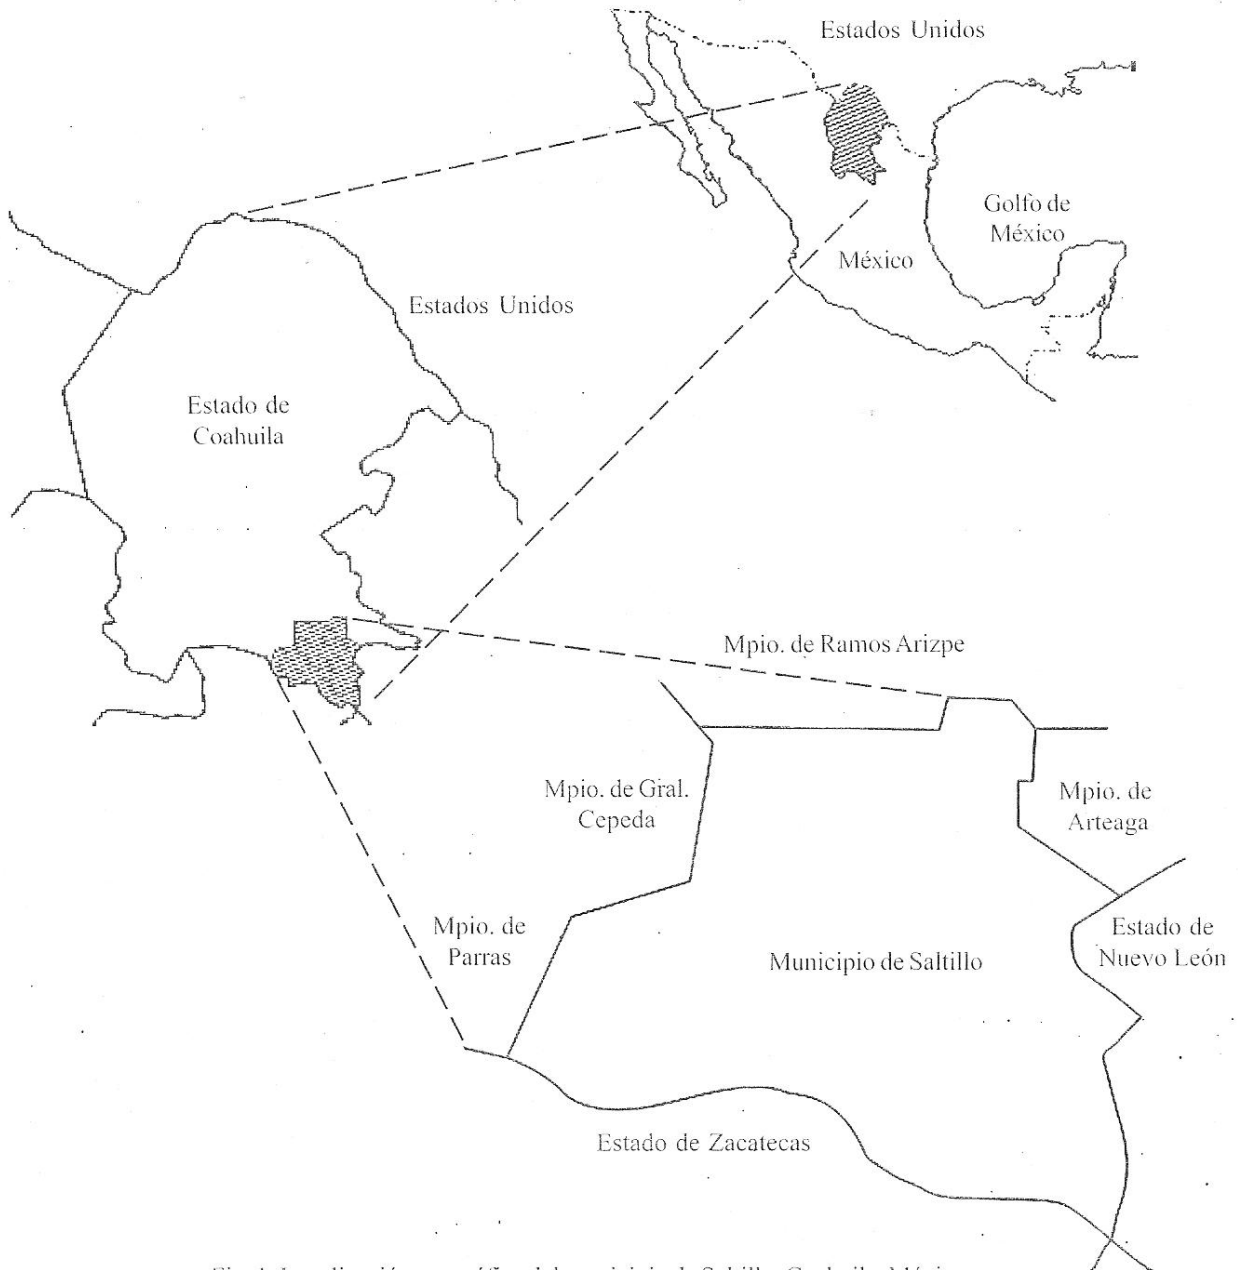 Estados Unidos
Golfo de
México
México
Estados Unidos
Estado de
Coahuila
Mpio. de Ramos Arizpe
Mpio. de Gral.
Cepeda
Mpio. de
Arteaga
Mpio. de
Parras
Municipio de Saltillo
Estado de
Nuevo León
Estado de Zacatecas